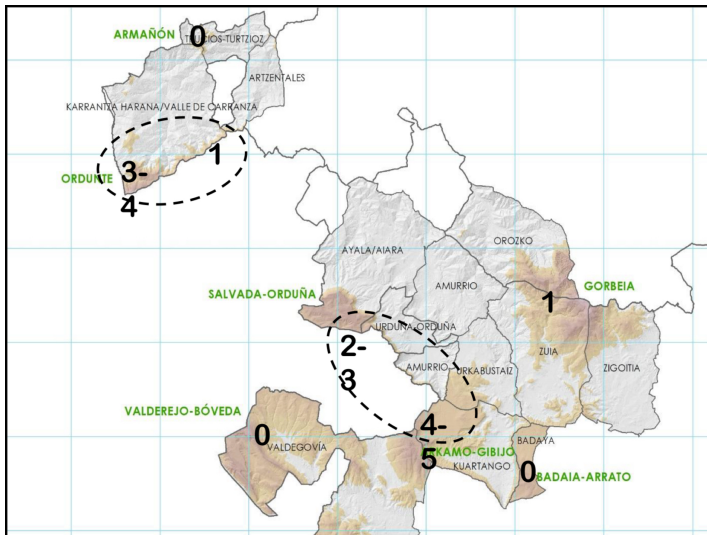 ARMAÑÓN
0
TRUCIOS-TURTZIOZ
ARTZENTALES
KARRANTZA HARANA/VALLE DE CARRANZA
1
ORDUNTE
3-
4
AYALA/AIARA
OROZKO
AMURRIO
SALVADA-ORDUÑA
GORBEIA
1
URDUÑA-ORDUÑA
2-
3
AMURRIO
URKABUSTAIZ
ZUIA
ZIGOITIA
VALDEREJO-BÓVEDA
0
VALDEGOVÍA
4-
5
BADAYA
KUARTANGO
0
BADAIA-ARRATO